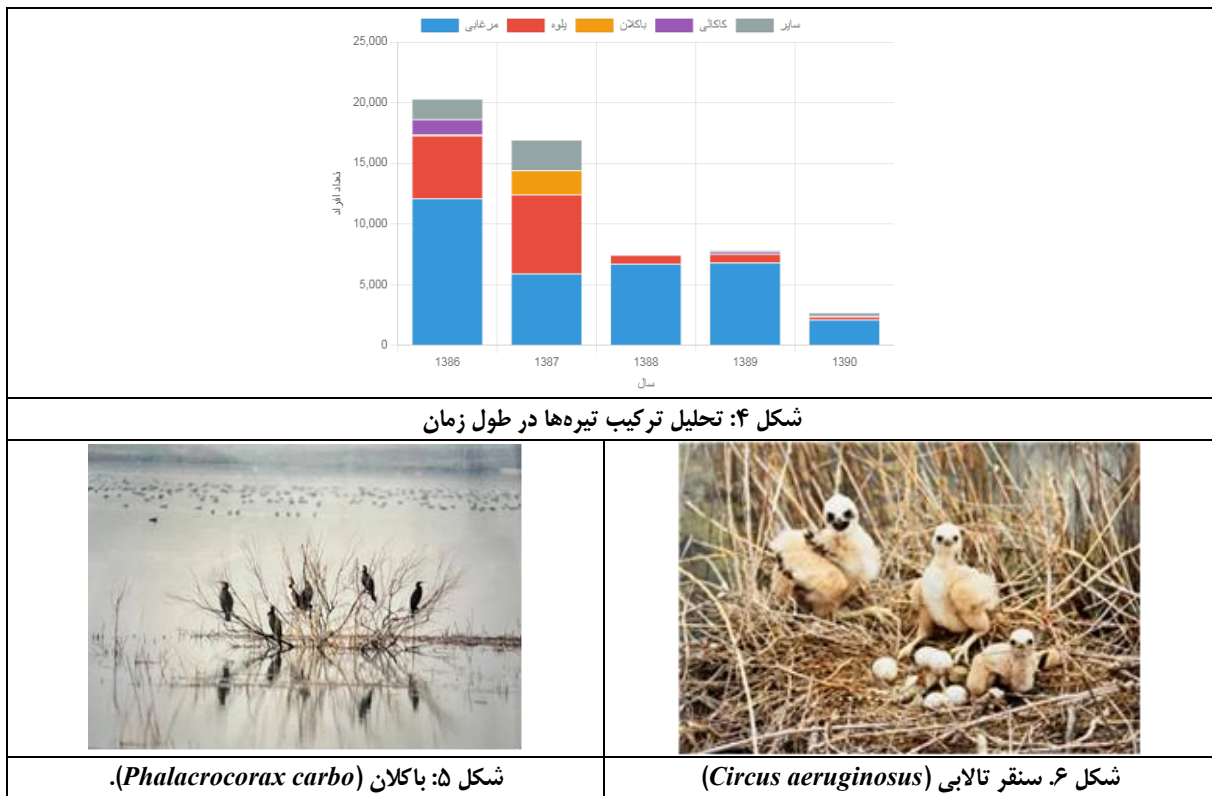 مرغابی یلوه باکلان کاکائی سایر
25,000
20,000
15,000
10,000
5,000
0
تعداد افراد
1386 1387 1388 1389 1390
سال
شکل ۴: تحلیل ترکیب تیره‌ها در طول زمان
شکل ۶. سنقر تالابی (Circus aeruginosus)
شکل ۵: باکلان (Phalacrocorax carbo).